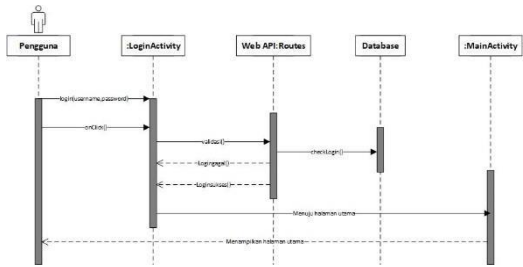 Pengguna
:LoginActivity
Web API:Routes
Database
:MainActivity
login(username,password)
onClick()
validasi()
checkLogin()
Logingagal()
Loginsukses()
Menuju halaman utama
Menampilkan halaman utama